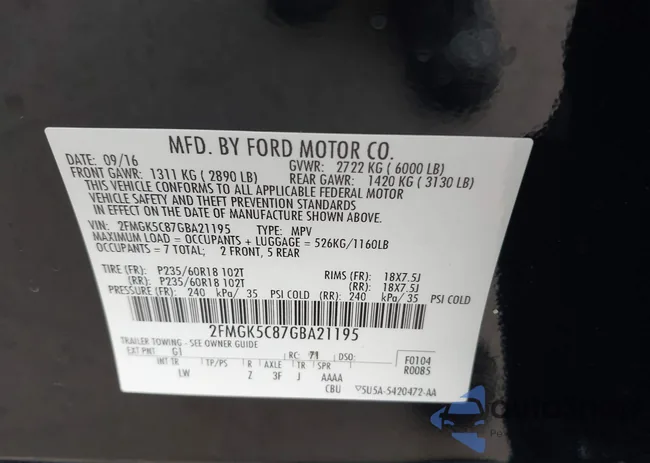 MFD. BY FORD MOTOR CO.
DATE: 09/16 GVWR: 2722 KG ( 6000 LB)
FRONT GAWR: 1311 KG ( 2890 LB) REAR GAWR: 1420 KG ( 3130 LB)
THIS VEHICLE CONFORMS TO ALL APPLICABLE FEDERAL MOTOR
VEHICLE SAFETY AND THEFT PREVENTION STANDARDS
IN EFFECT ON THE DATE OF MANUFACTURE SHOWN ABOVE.
VIN: 2FMGK5C87GBA21195 TYPE: MPV
MAXIMUM LOAD = OCCUPANTS + LUGGAGE = 526KG/1160LB
OCCUPANTS = 7 TOTAL; 2 FRONT, 5 REAR
TIRE (FR): P235/60R18 102T RIMS (FR): 18X7.5J
(RR): P235/60R18 102T (RR): 18X7.5J
PRESSURE (FR): 240 kPa/ 35 PSI COLD (RR): 240 kPa/ 35 PSI COLD
2FMGK5C87GBA21195
TRAILER TOWING - SEE OWNER GUIDE
EXT PNT: G1 RC: 71 DSO: F0104
INT TR TP/PS R AXLE TR SPR R0085
LW Z 3F J AAAA
CBU 5U5A-5420472-AA